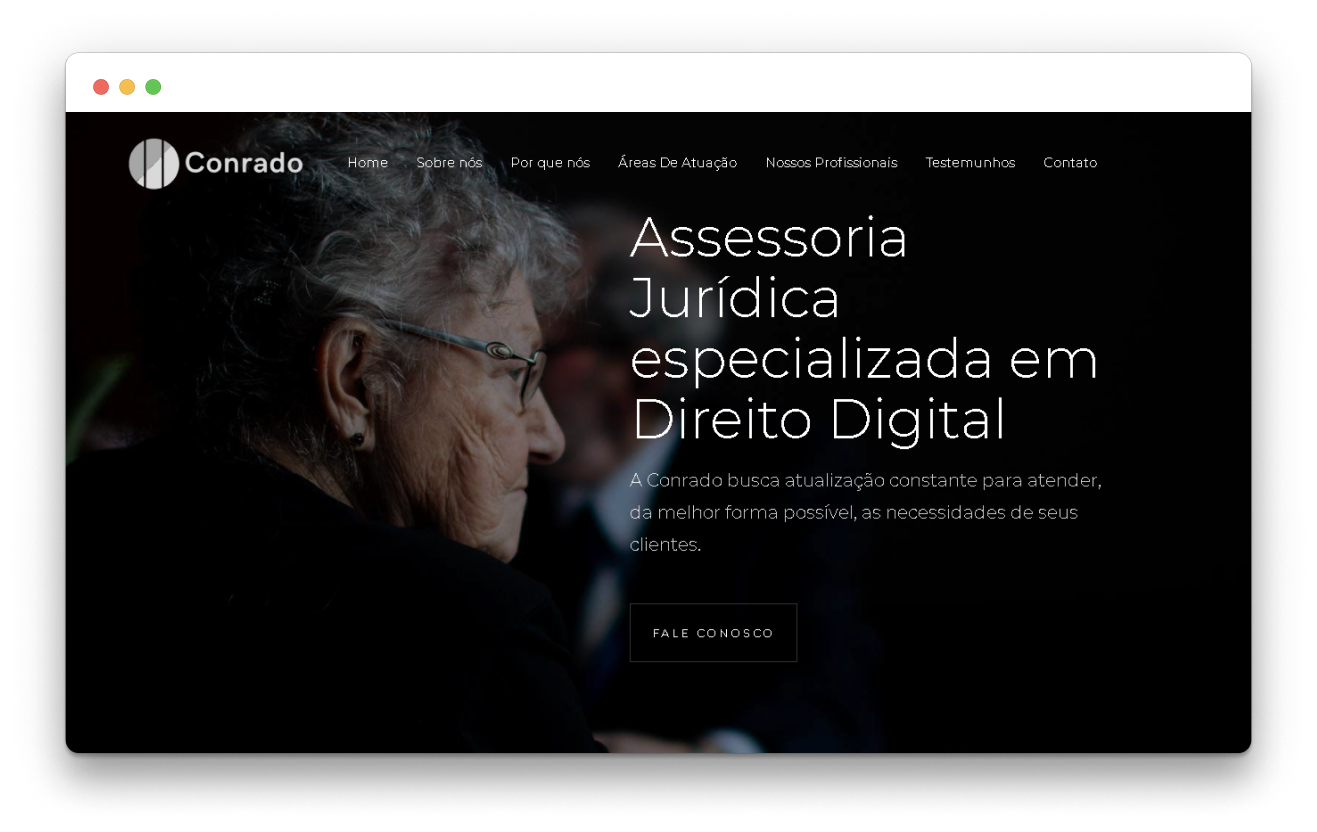 Conrado
Home Sobre nós Por que nós Áreas De Atuação Nossos Profissionais Testemunhos Contato
Assessoria
Jurídica
especializada em
Direito Digital
A Conrado busca atualização constante para atender,
da melhor forma possível, as necessidades de seus
clientes.
FALE CONOSCO